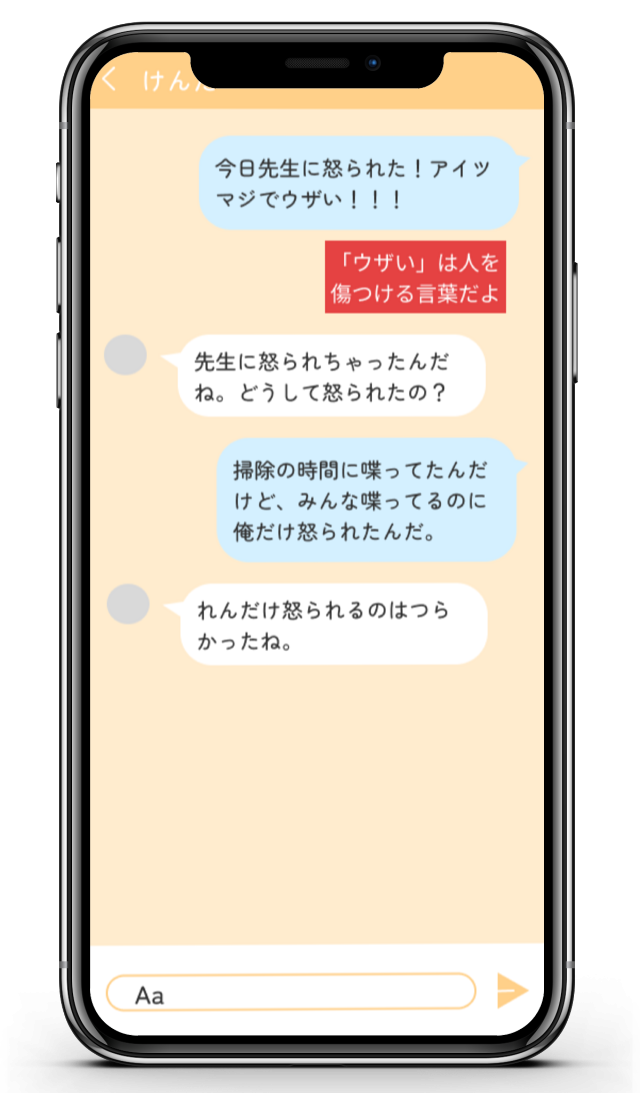 けんた
今日先生に怒られた！アイツ
マジでウザい！！！
「ウザい」は人を
傷つける言葉だよ
先生に怒られちゃったんだ
ね。どうして怒られたの？
掃除の時間に喋ってたんだ
けど、みんな喋ってるのに
俺だけ怒られたんだ。
れんだけ怒られるのはつら
かったね。
Aa